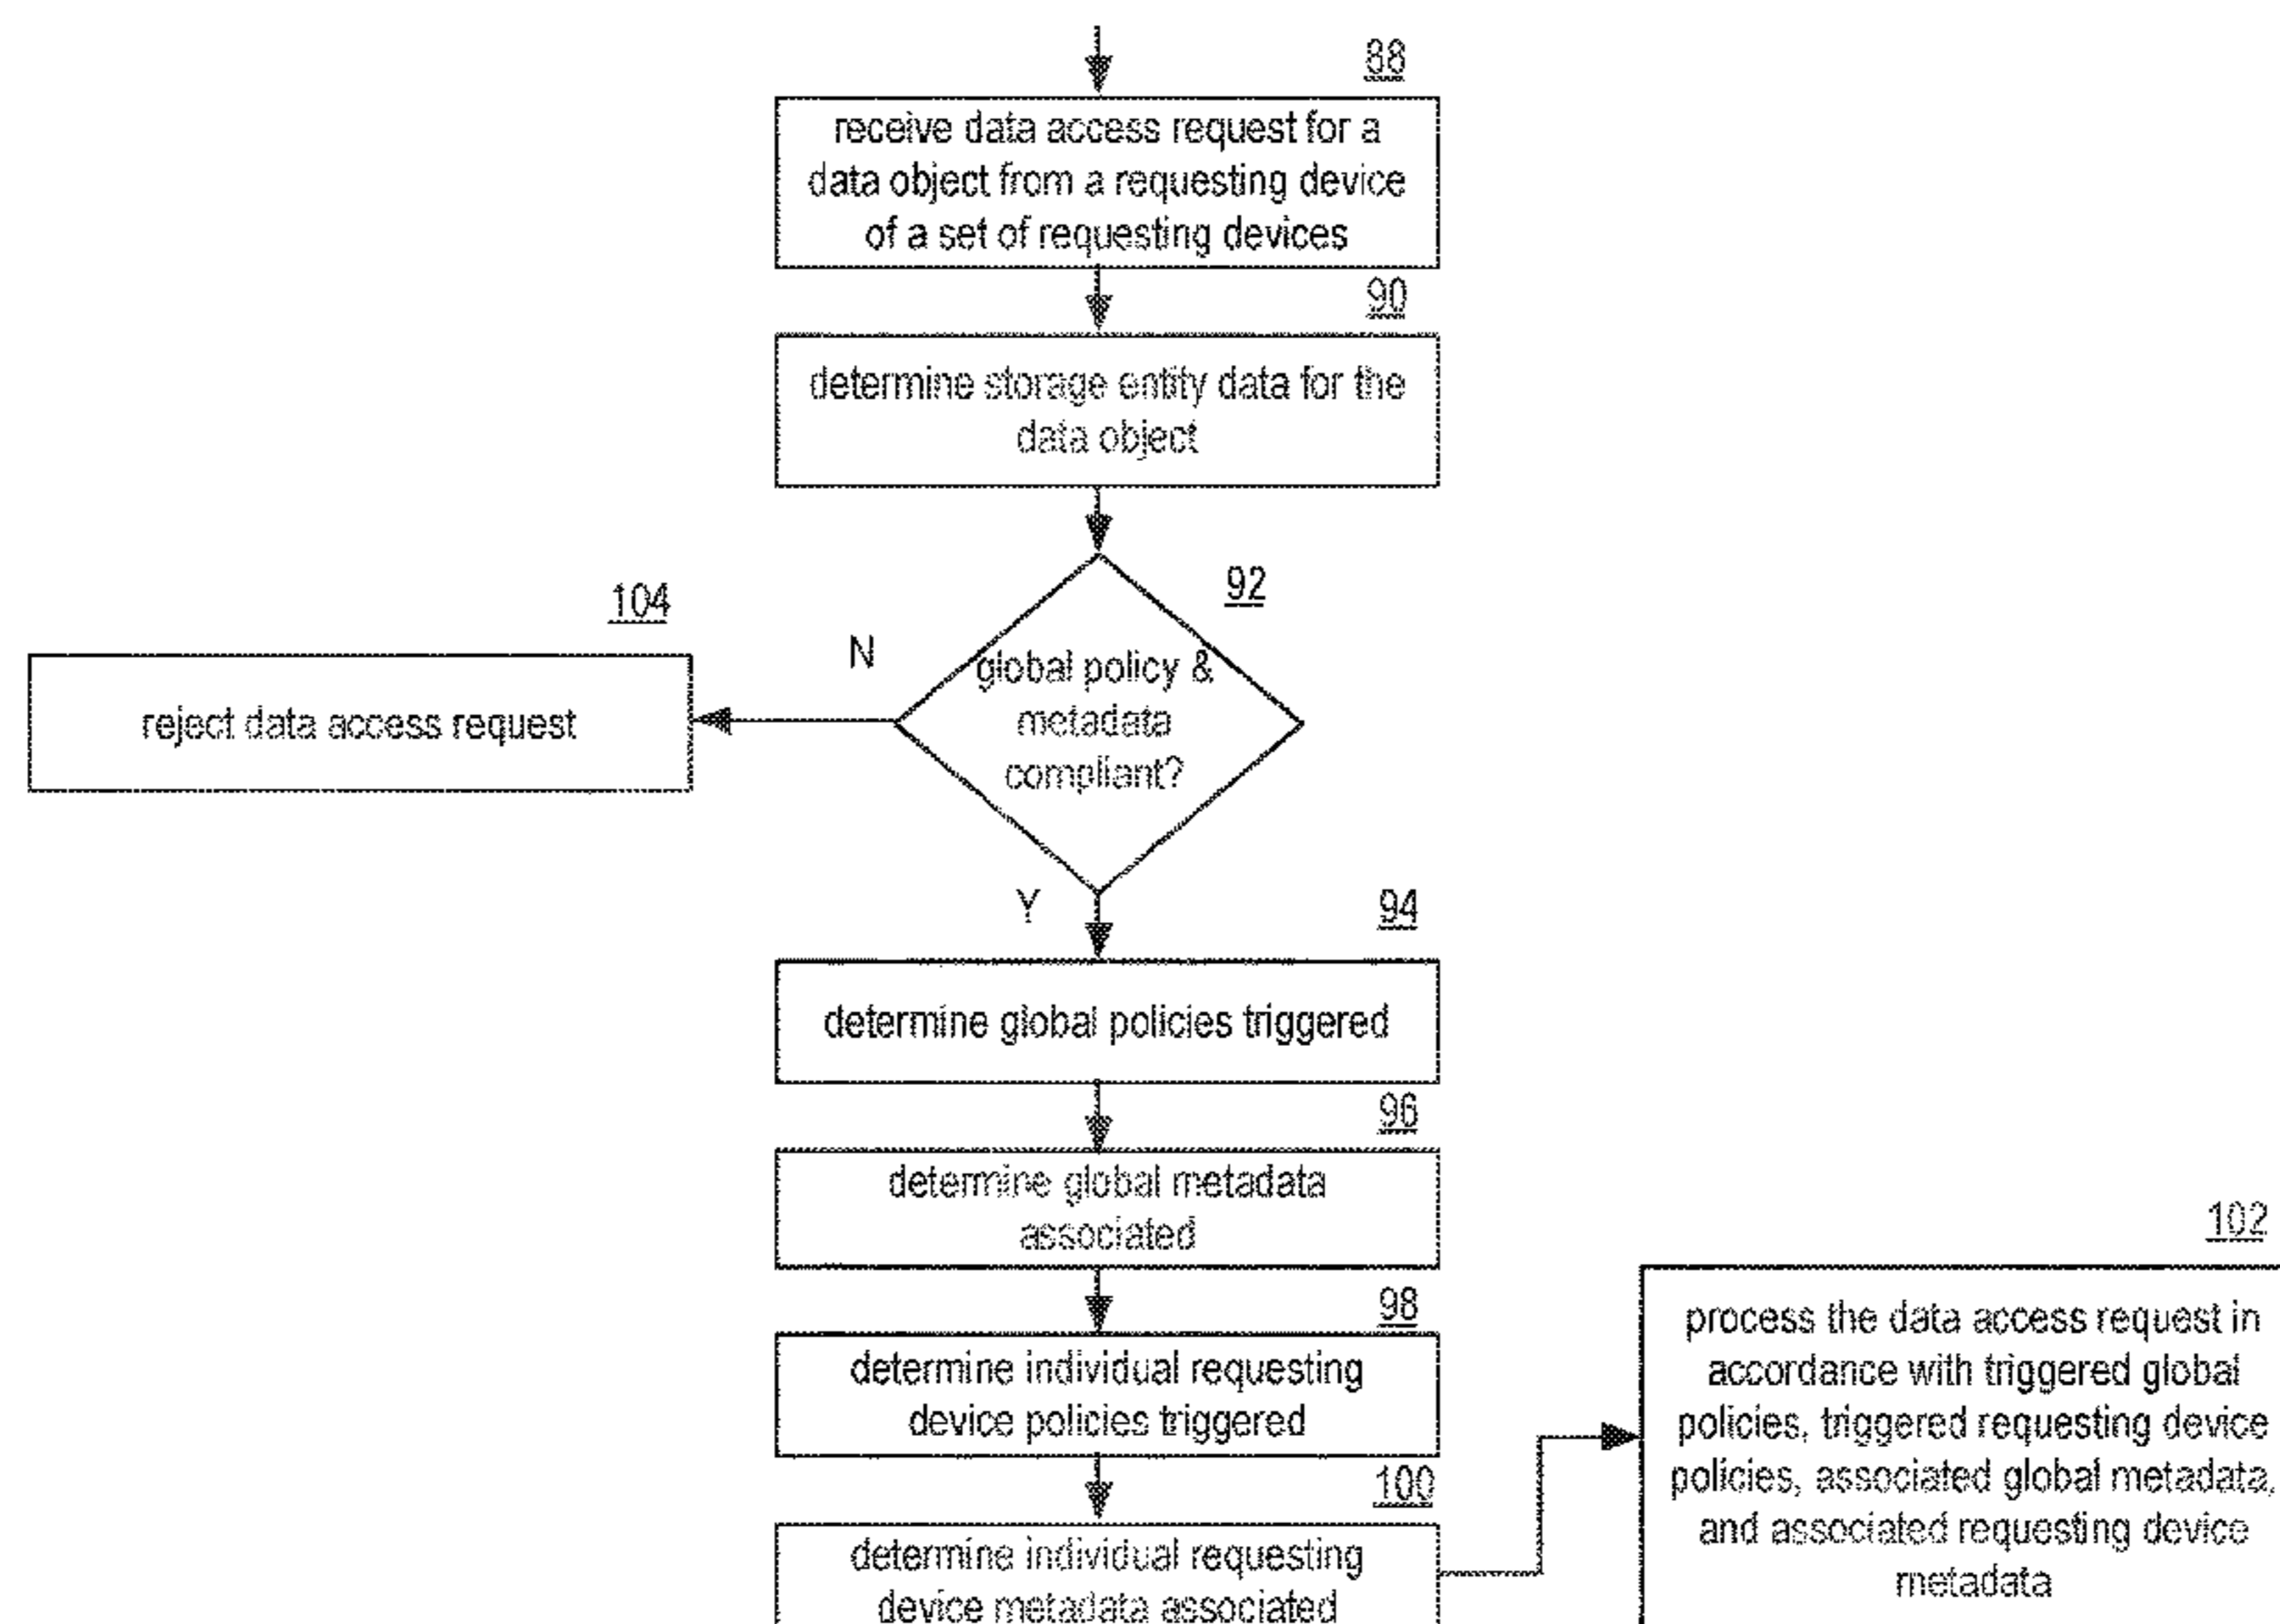 88
receive data access request for a
data object from a requesting device
of a set of requesting devices
90
determine storage entity data for the
data object
92
global policy &
metadata
compliant?
N
104
reject data access request
Y
94
determine global policies triggered
96
determine global metadata
associated
98
determine individual requesting
device policies triggered
100
determine individual requesting
device metadata associated
102
process the data access request in
accordance with triggered global
policies, triggered requesting device
policies, associated global metadata,
and associated requesting device
metadata